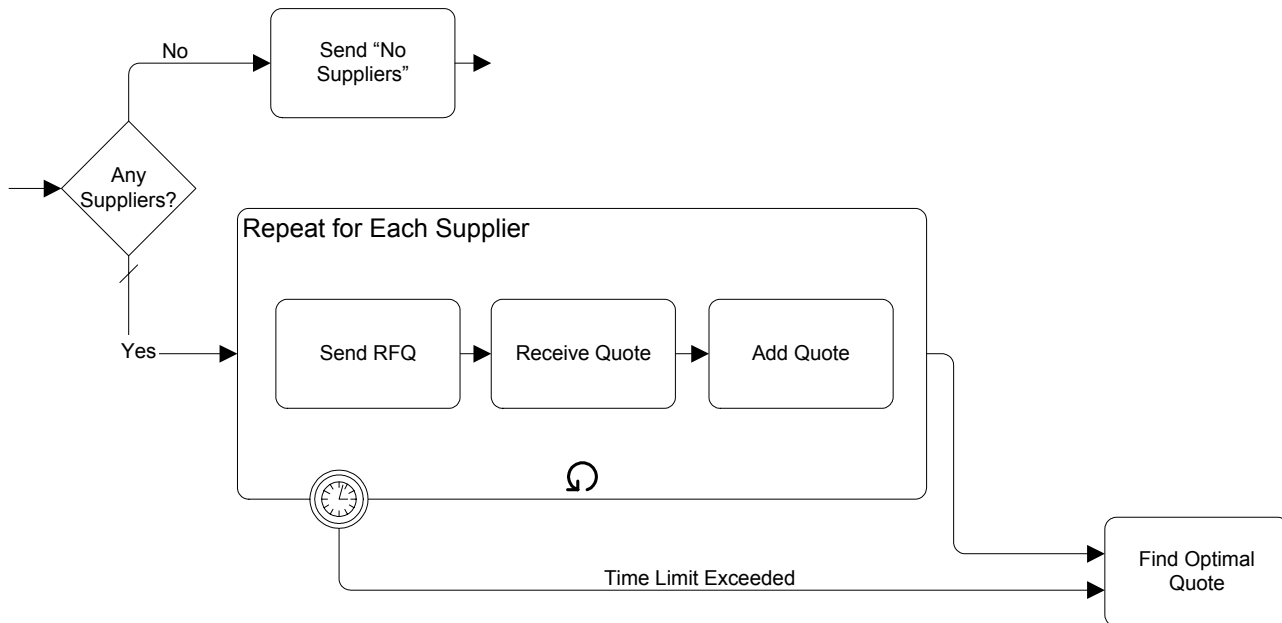 No
Send “No
Suppliers”
Any
Suppliers?
Repeat for Each Supplier
Send RFQ
Receive Quote
Add Quote
Yes
Time Limit Exceeded
Find Optimal
Quote